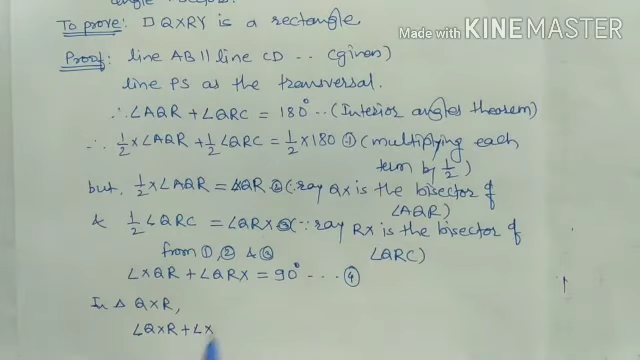 To prove: □ QXRY is a rectangle
Made with KINEMASTER
Proof: line AB || line CD .. (given)
line PS as the transversal.
∴ ∠AQR + ∠QRC = 180° .. (Interior angles theorem)
∴ 1/2 × ∠AQR + 1/2 ∠QRC = 1/2 × 180 ① (multiplying each
term by 1/2)
but, 1/2 × ∠AQR = ∠XQR ② (∵ ray QX is the bisector of
∠AQR)
& 1/2 ∠QRC = ∠QRX ③ (∵ ray RX is the bisector of
∠QRC)
from ①, ② & ③
∠XQR + ∠QRX = 90° ... ④
In △ QXR,
∠QXR + ∠X